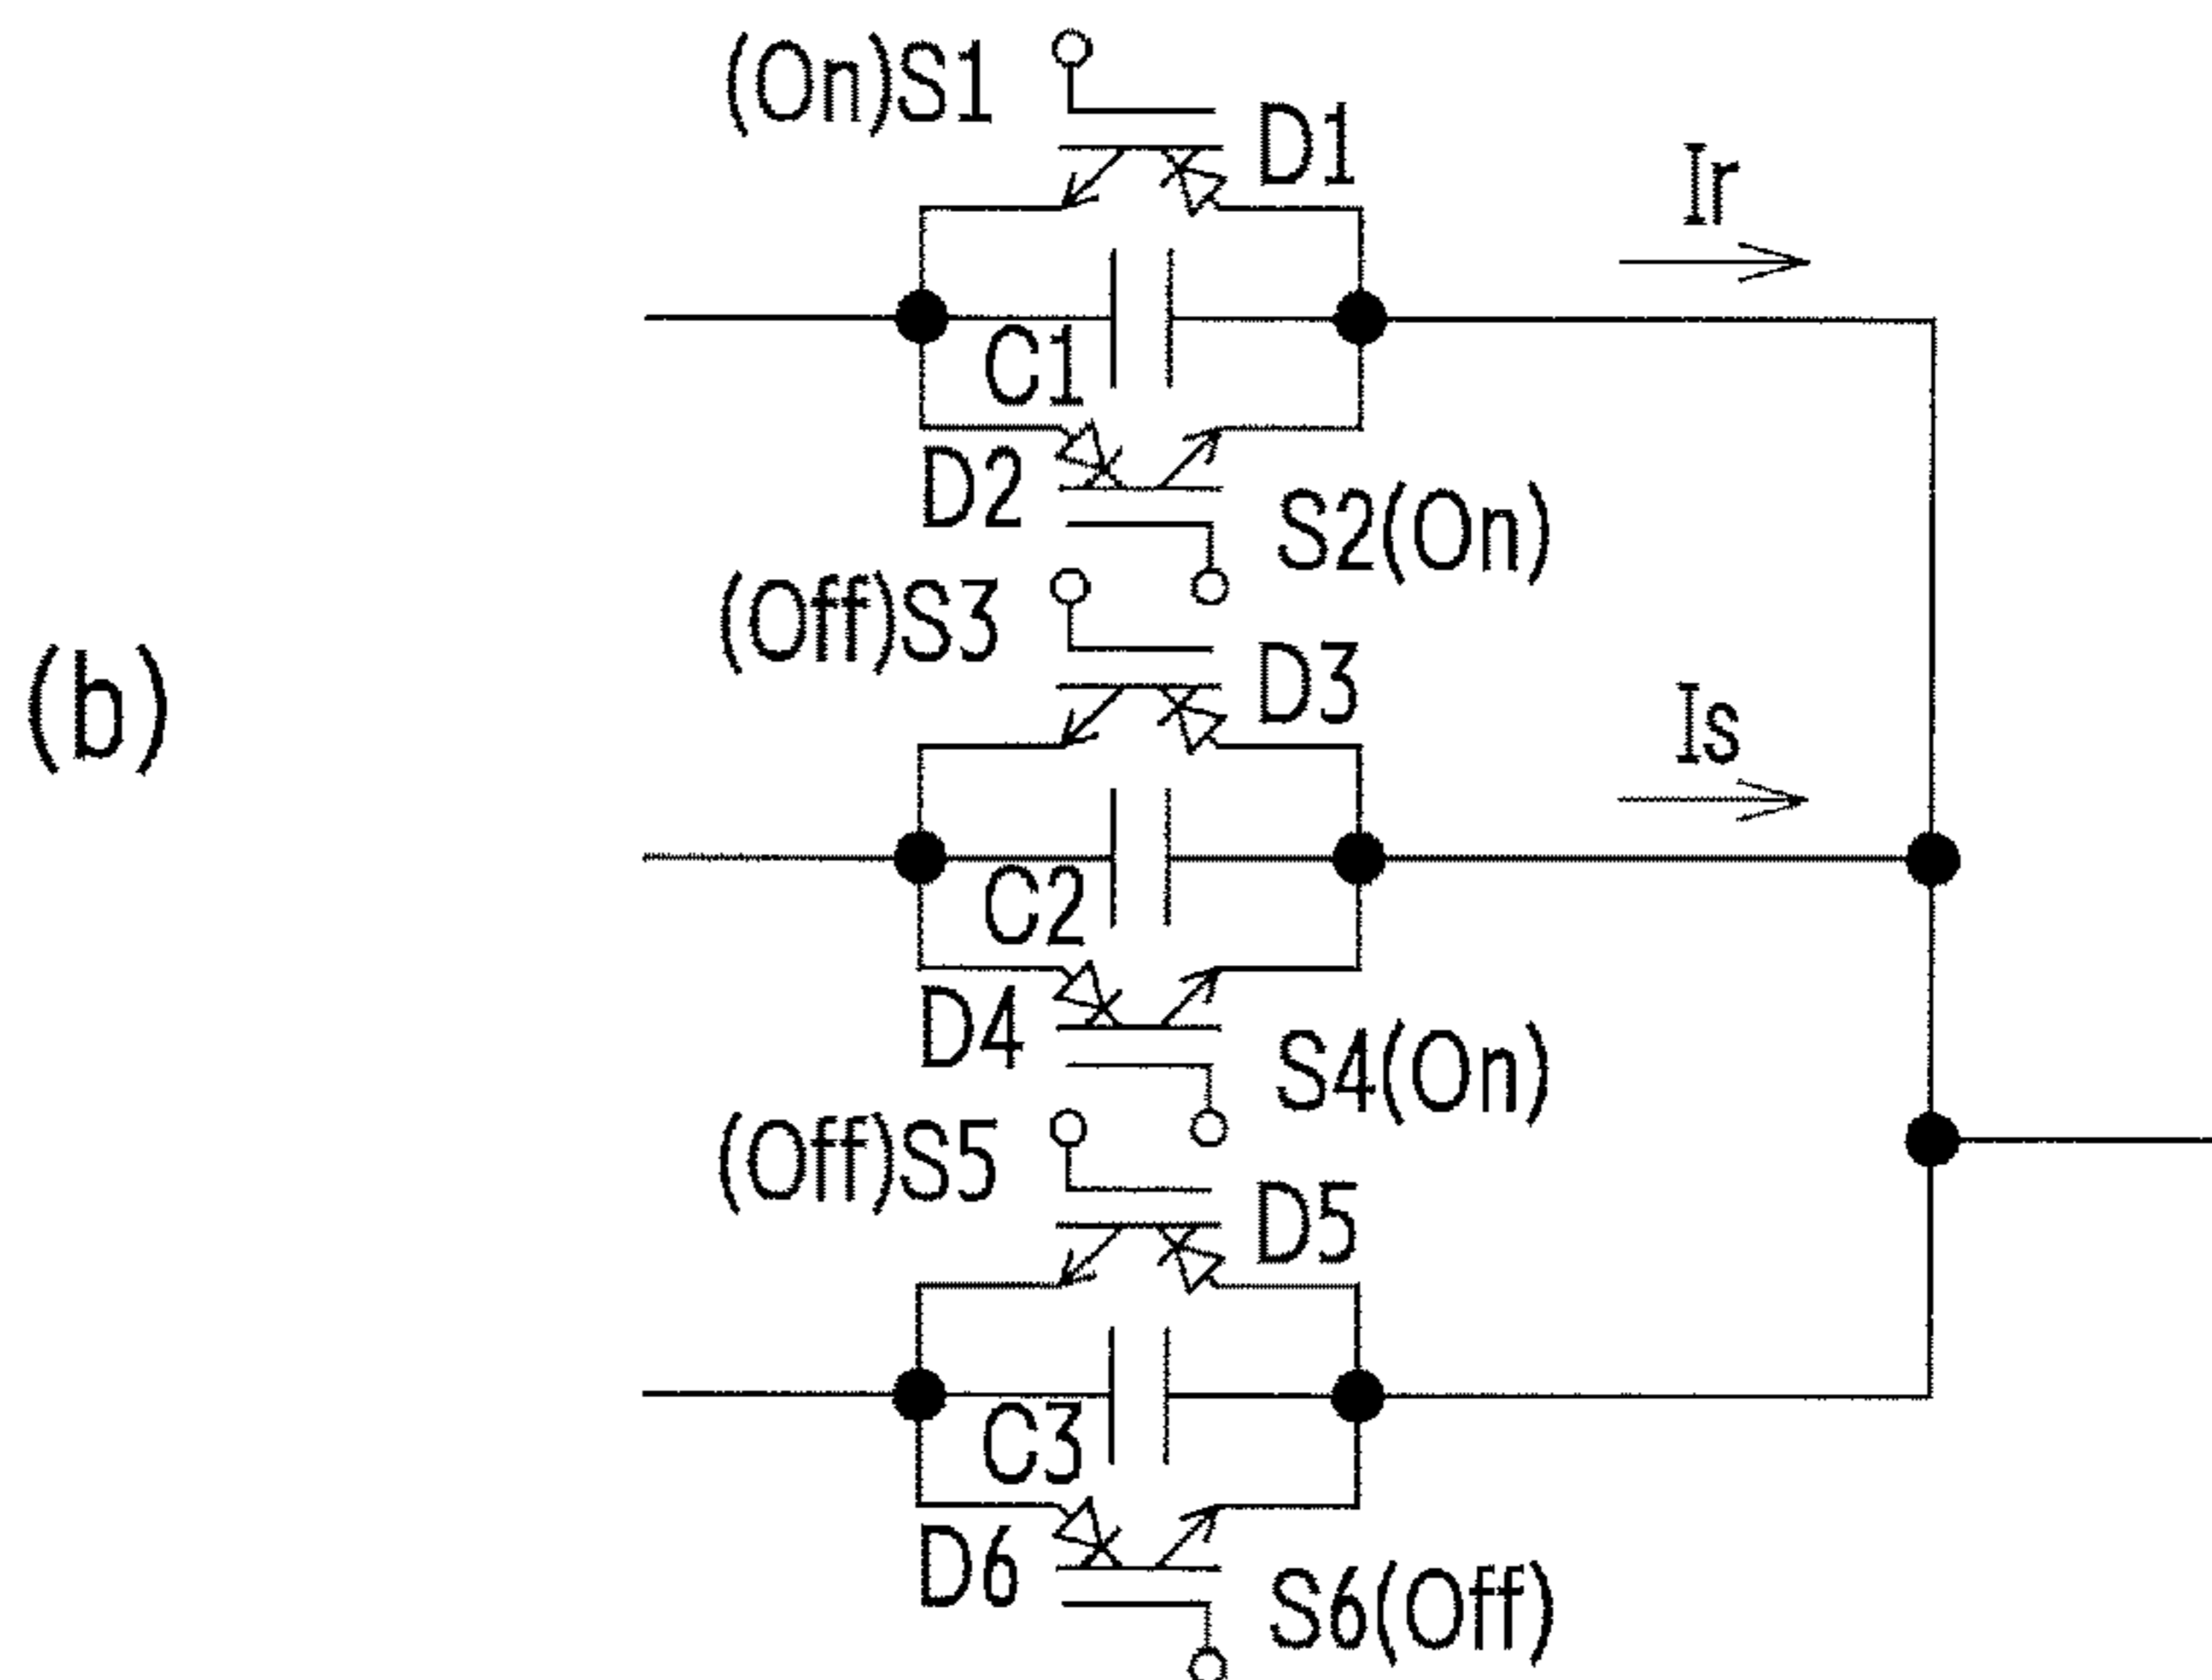 (On)S1
D1
Ir
C1
D2
S2(On)
(Off)S3
D3
(b)
Is
C2
D4
S4(On)
(Off)S5
D5
C3
D6
S6(Off)